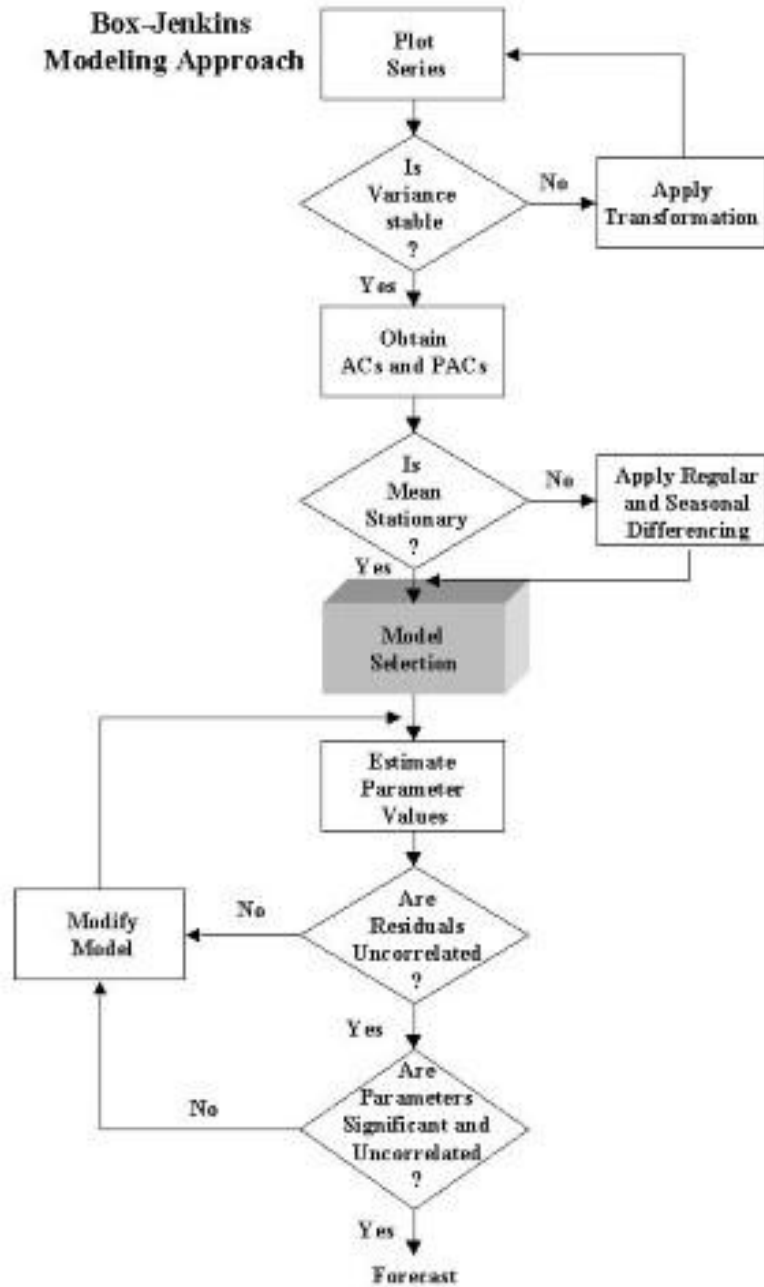 Box-Jenkins
Modeling Approach
Plot
Series
Is
Variance
stable
?
No
Apply
Transformation
Yes
Obtain
ACs and PACs
Is
Mean
Stationary
?
No
Apply Regular
and Seasonal
Differencing
Yes
Model
Selection
Estimate
Parameter
Values
Are
Residuals
Uncorrelated
?
No
Modify
Model
Yes
Are
Parameters
Significant and
Uncorrelated
?
No
Yes
Forecast